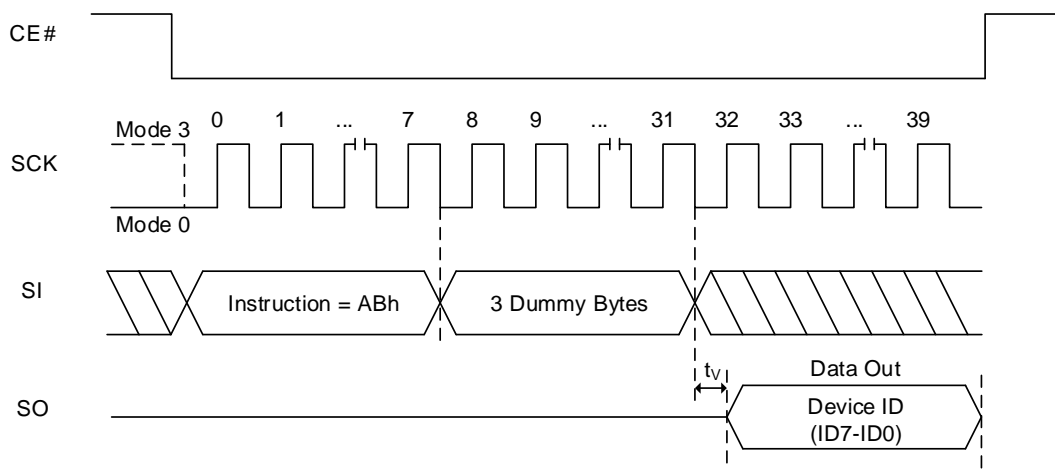 CE#
SCK
Mode 3
Mode 0
0 1 ... 7 8 9 ... 31 32 33 ... 39
SI
Instruction = ABh
3 Dummy Bytes
tV
Data Out
SO
Device ID
(ID7-ID0)